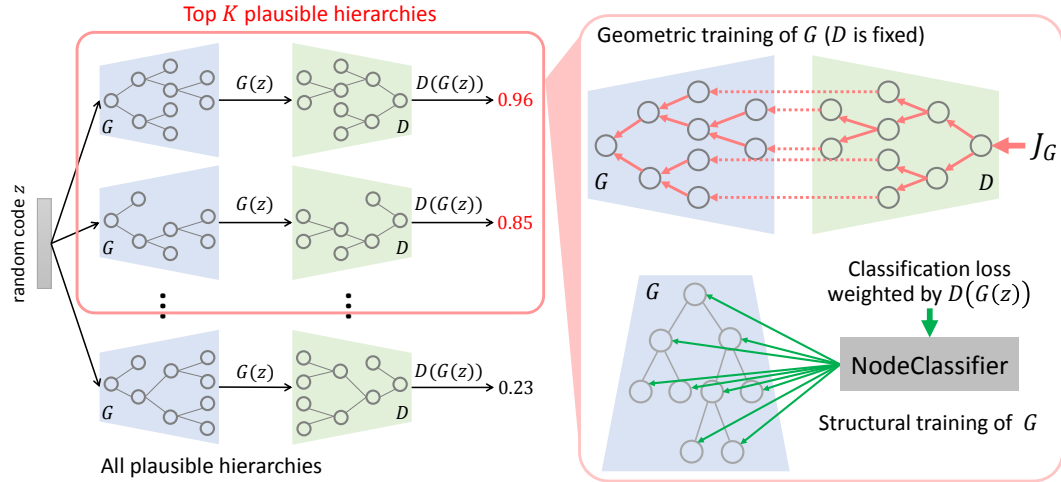 Top K plausible hierarchies
random code z
G
G(z)
D
D(G(z))
0.96
G
G(z)
D
D(G(z))
0.85
G
G(z)
D
D(G(z))
0.23
All plausible hierarchies
Geometric training of G (D is fixed)
G
D
J_G
G
Classification loss
weighted by D(G(z))
NodeClassifier
Structural training of G